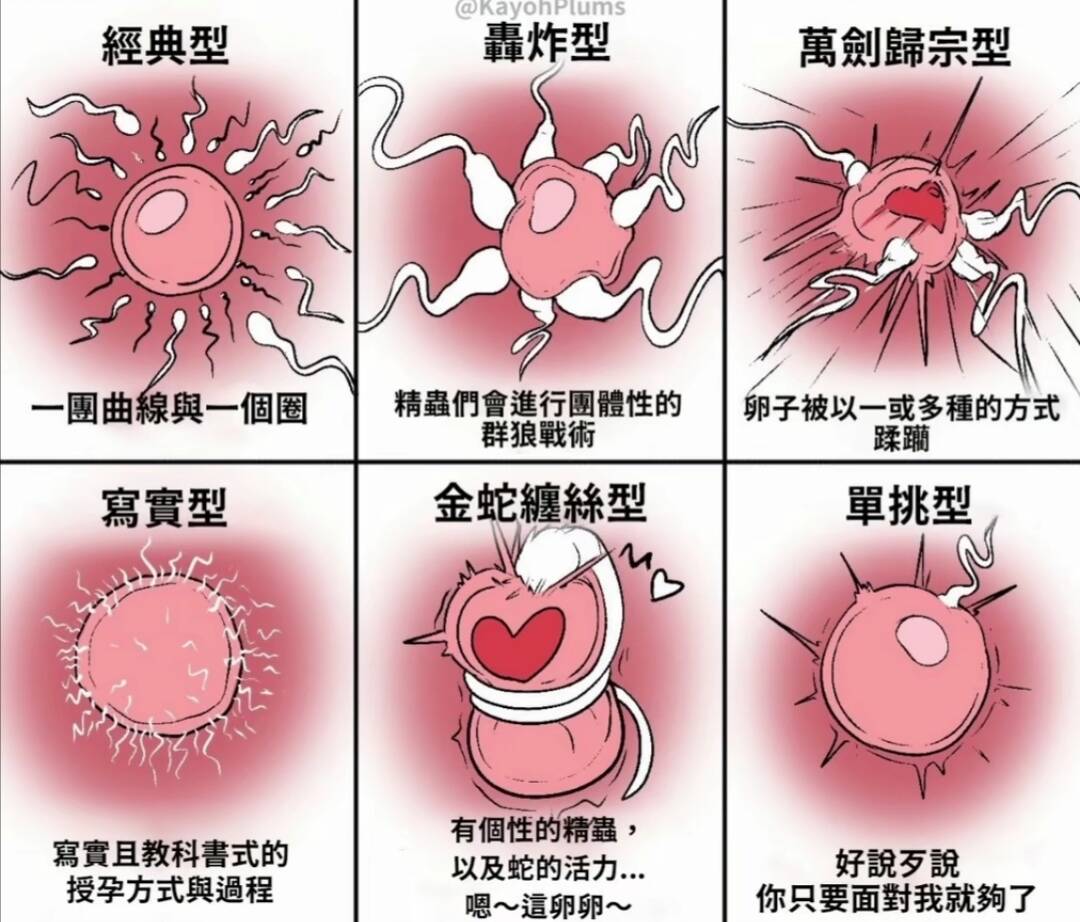 @KayohPlums
經典型
一團曲線與一個圈
轟炸型
精蟲們會進行團體性的
群狼戰術
萬劍歸宗型
卵子被以一或多種的方式
蹂躪
寫實型
寫實且教科書式的
授孕方式與過程
金蛇纏絲型
有個性的精蟲，
以及蛇的活力...
嗯～這卵卵～
單挑型
好說歹說
你只要面對我就夠了